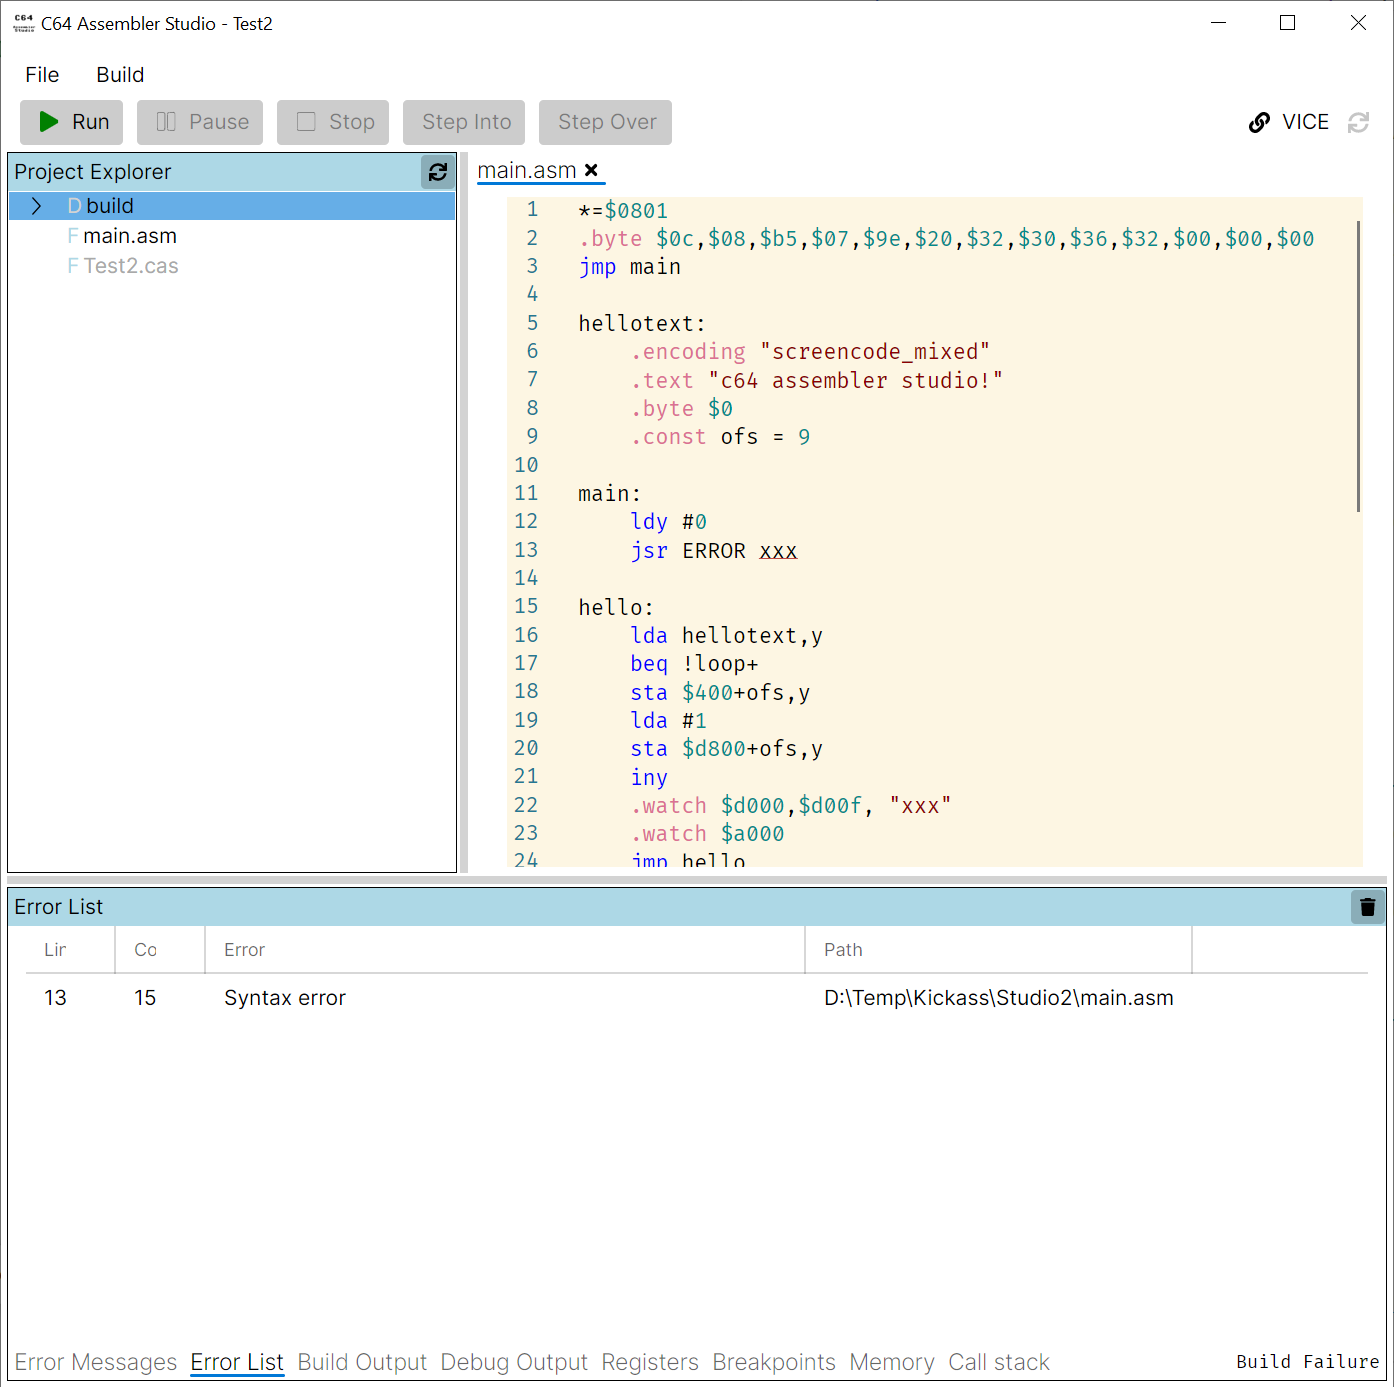 C64 Assembler Studio - Test2
File Build
Run Pause Stop Step Into Step Over VICE
Project Explorer
D build
F main.asm
F Test2.cas
main.asm
1 *=$0801
2 .byte $0c,$08,$b5,$07,$9e,$20,$32,$30,$36,$32,$00,$00,$00
3 jmp main
4
5 hellotext:
6 .encoding "screencode_mixed"
7 .text "c64 assembler studio!"
8 .byte $0
9 .const ofs = 9
10
11 main:
12 ldy #0
13 jsr ERROR xxx
14
15 hello:
16 lda hellotext,y
17 beq !loop+
18 sta $400+ofs,y
19 lda #1
20 sta $d800+ofs,y
21 iny
22 .watch $d000,$d00f, "xxx"
23 .watch $a000
24 jmp hello
Error List
Lir Co Error Path
13 15 Syntax error D:\Temp\Kickass\Studio2\main.asm
Error Messages Error List Build Output Debug Output Registers Breakpoints Memory Call stack Build Failure